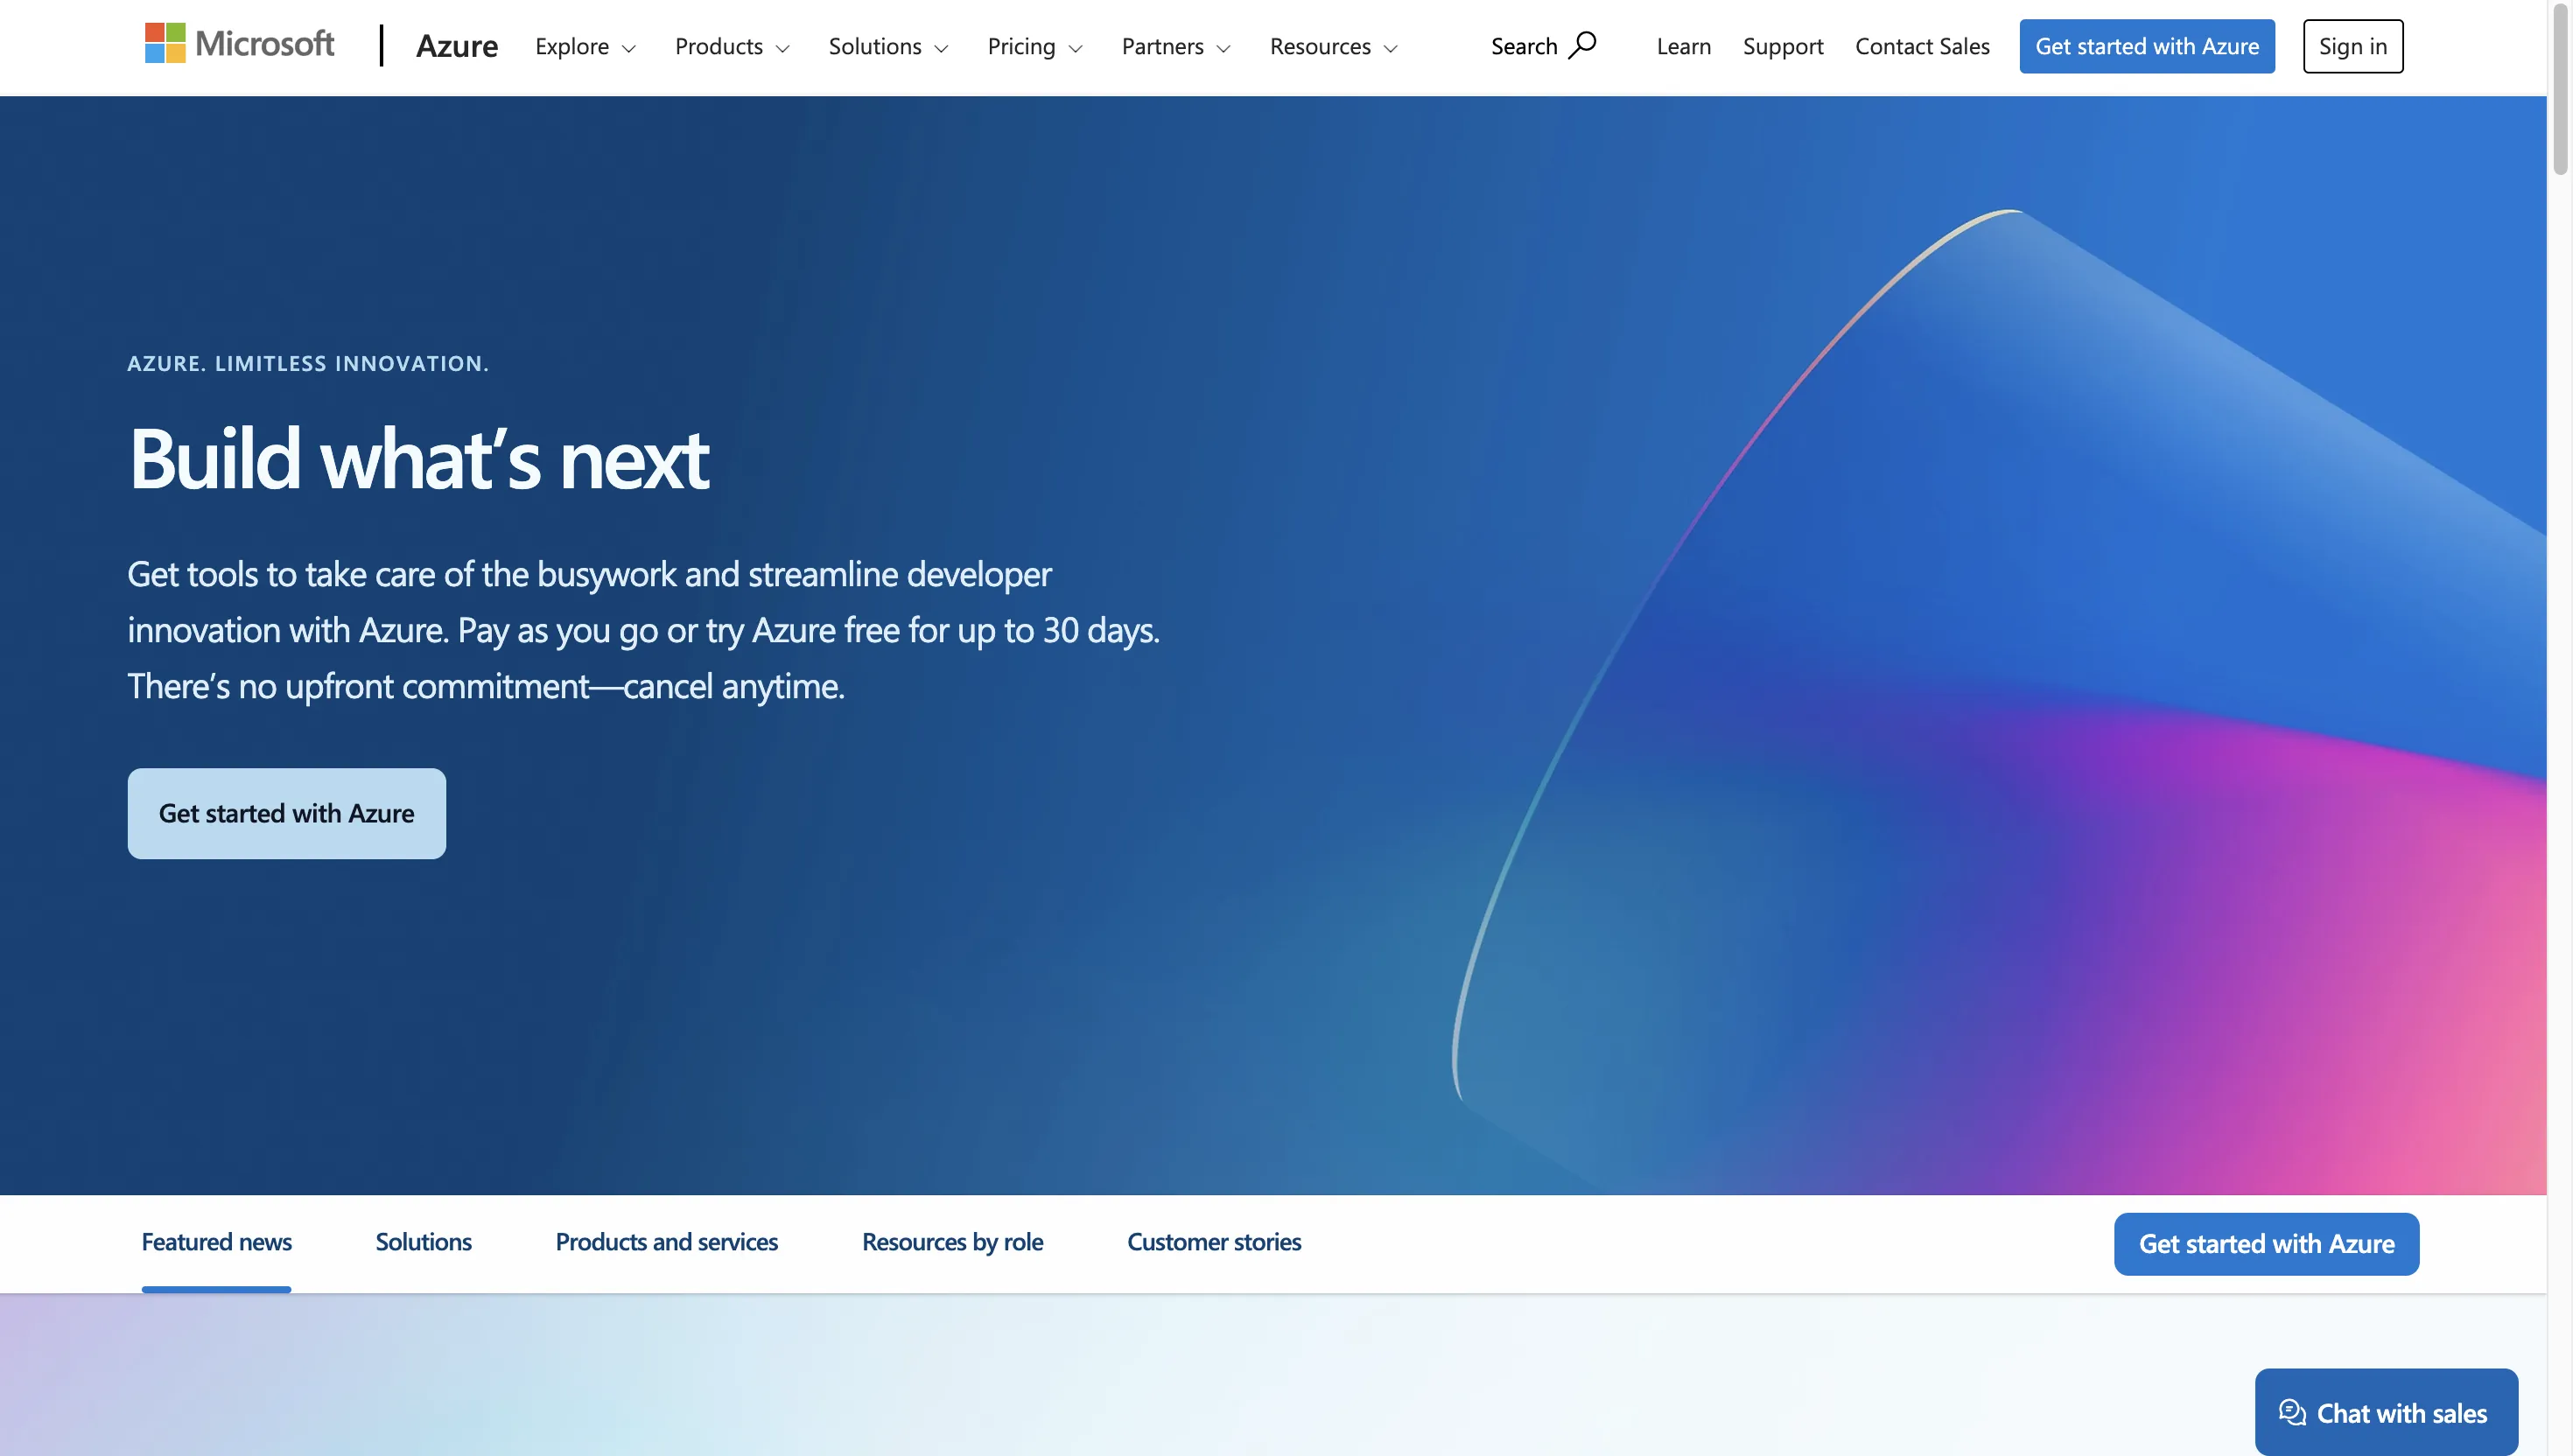 Microsoft Azure Explore Products Solutions Pricing Partners Resources Search Learn Support Contact Sales Get started with Azure Sign in
AZURE. LIMITLESS INNOVATION.
Build what’s next
Get tools to take care of the busywork and streamline developer
innovation with Azure. Pay as you go or try Azure free for up to 30 days.
There’s no upfront commitment—cancel anytime.
Get started with Azure
Featured news Solutions Products and services Resources by role Customer stories Get started with Azure
Chat with sales